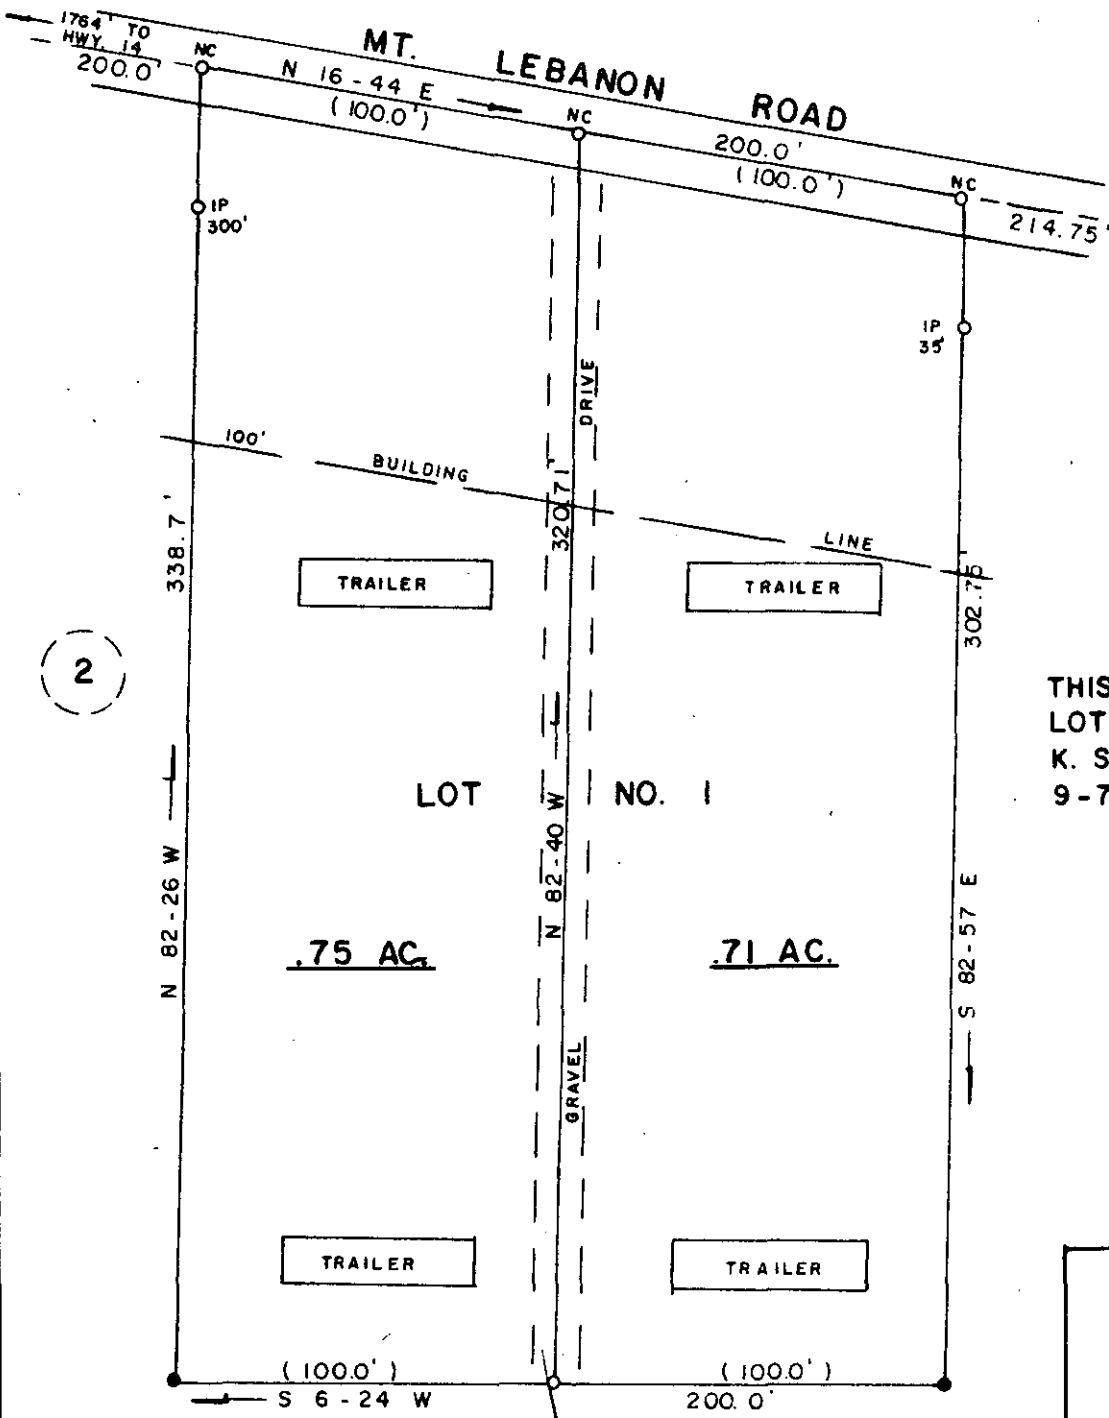 1764' TO
HWY. 14
200.0'
NC
MT. LEBANON ROAD
N 16-44 E
(100.0')
NC
200.0'
(100.0')
NC
214.75'
IP
300'
IP
35'
DRIVE
100'
BUILDING LINE
338.7'
320.71'
302.75'
TRAILER
TRAILER
2
THIS
LOT
K. S
9-7
LOT NO. 1
N 82-26 W
N 82-40 W
S 82-57 E
.75 AC.
.71 AC.
GRAVEL
TRAILER
TRAILER
(100.0')
(100.0')
S 6-24 W
200.0'